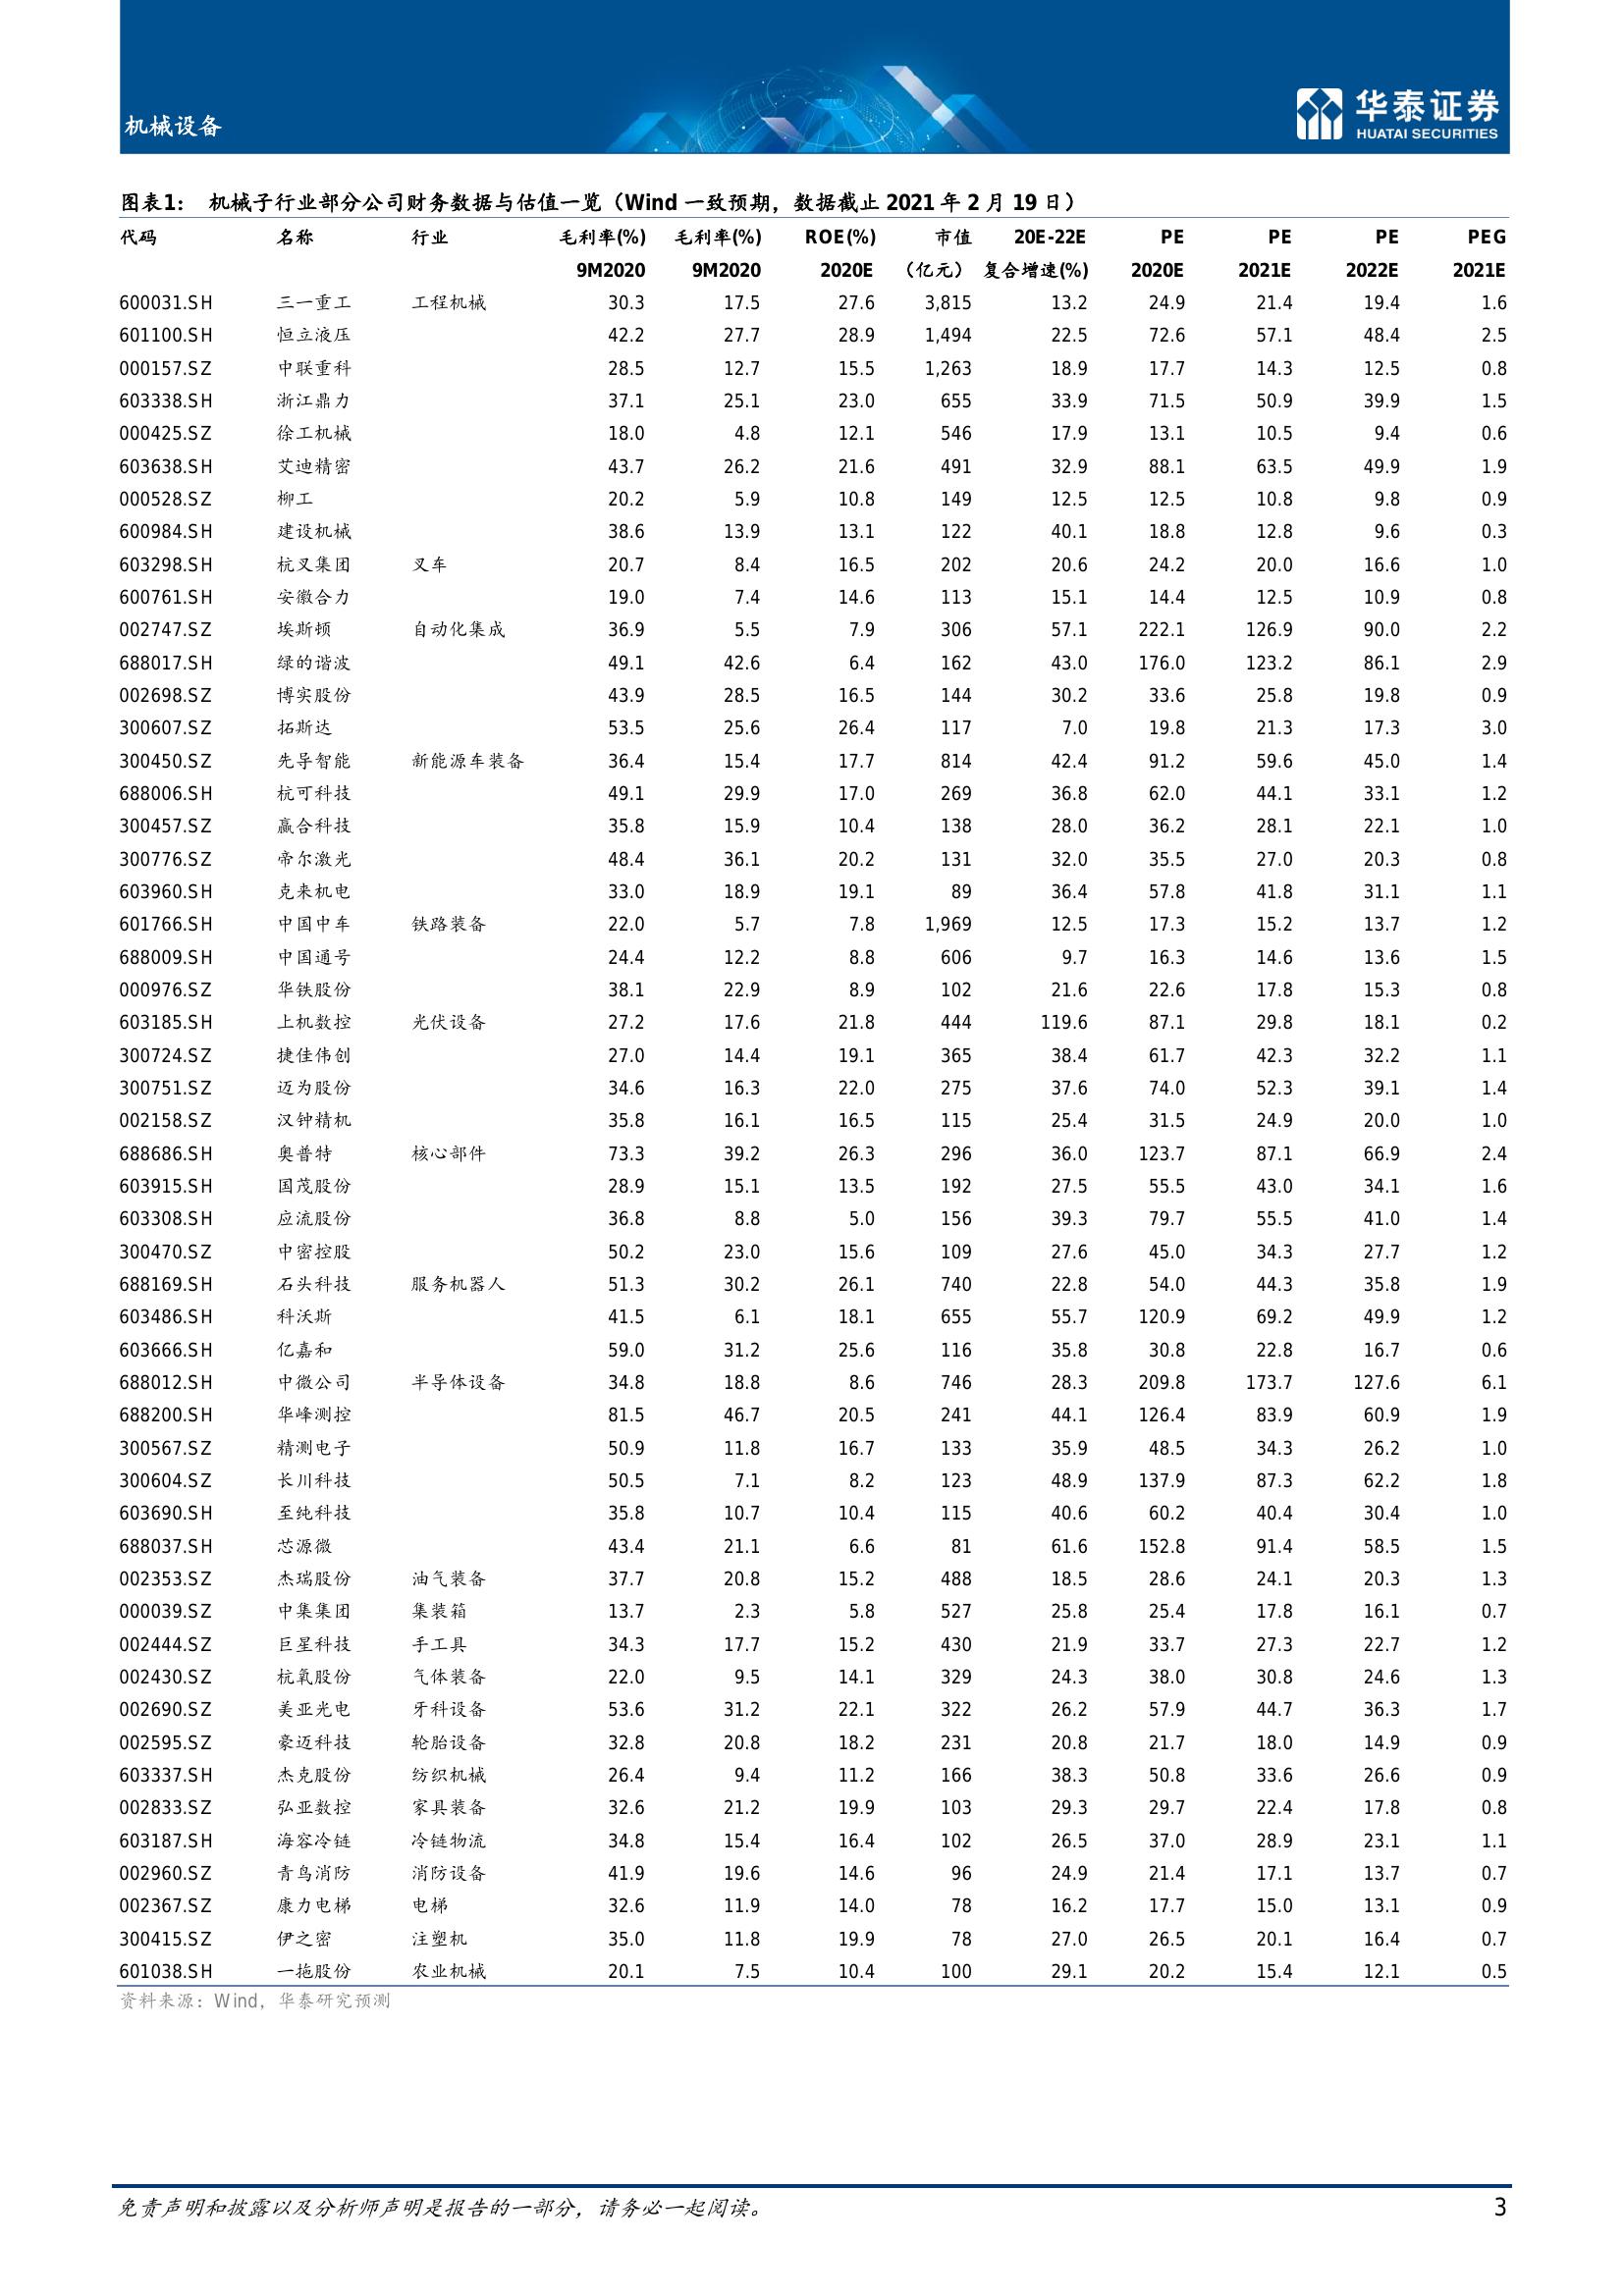 机械设备
华泰证券
HUATAI SECURITIES
图表1： 机械子行业部分公司财务数据与估值一览（Wind 一致预期，数据截止 2021 年 2 月 19 日）
代码 名称 行业 毛利率(%) 毛利率(%) ROE(%) 市值 20E-22E PE PE PE PEG
9M2020 9M2020 2020E （亿元） 复合增速(%) 2020E 2021E 2022E 2021E
600031.SH 三一重工 工程机械 30.3 17.5 27.6 3,815 13.2 24.9 21.4 19.4 1.6
601100.SH 恒立液压 42.2 27.7 28.9 1,494 22.5 72.6 57.1 48.4 2.5
000157.SZ 中联重科 28.5 12.7 15.5 1,263 18.9 17.7 14.3 12.5 0.8
603338.SH 浙江鼎力 37.1 25.1 23.0 655 33.9 71.5 50.9 39.9 1.5
000425.SZ 徐工机械 18.0 4.8 12.1 546 17.9 13.1 10.5 9.4 0.6
603638.SH 艾迪精密 43.7 26.2 21.6 491 32.9 88.1 63.5 49.9 1.9
000528.SZ 柳工 20.2 5.9 10.8 149 12.5 12.5 10.8 9.8 0.9
600984.SH 建设机械 38.6 13.9 13.1 122 40.1 18.8 12.8 9.6 0.3
603298.SH 杭叉集团 叉车 20.7 8.4 16.5 202 20.6 24.2 20.0 16.6 1.0
600761.SH 安徽合力 19.0 7.4 14.6 113 15.1 14.4 12.5 10.9 0.8
002747.SZ 埃斯顿 自动化集成 36.9 5.5 7.9 306 57.1 222.1 126.9 90.0 2.2
688017.SH 绿的谐波 49.1 42.6 6.4 162 43.0 176.0 123.2 86.1 2.9
002698.SZ 博实股份 43.9 28.5 16.5 144 30.2 33.6 25.8 19.8 0.9
300607.SZ 拓斯达 53.5 25.6 26.4 117 7.0 19.8 21.3 17.3 3.0
300450.SZ 先导智能 新能源车装备 36.4 15.4 17.7 814 42.4 91.2 59.6 45.0 1.4
688006.SH 杭可科技 49.1 29.9 17.0 269 36.8 62.0 44.1 33.1 1.2
300457.SZ 赢合科技 35.8 15.9 10.4 138 28.0 36.2 28.1 22.1 1.0
300776.SZ 帝尔激光 48.4 36.1 20.2 131 32.0 35.5 27.0 20.3 0.8
603960.SH 克来机电 33.0 18.9 19.1 89 36.4 57.8 41.8 31.1 1.1
601766.SH 中国中车 铁路装备 22.0 5.7 7.8 1,969 12.5 17.3 15.2 13.7 1.2
688009.SH 中国通号 24.4 12.2 8.8 606 9.7 16.3 14.6 13.6 1.5
000976.SZ 华铁股份 38.1 22.9 8.9 102 21.6 22.6 17.8 15.3 0.8
603185.SH 上机数控 光伏设备 27.2 17.6 21.8 444 119.6 87.1 29.8 18.1 0.2
300724.SZ 捷佳伟创 27.0 14.4 19.1 365 38.4 61.7 42.3 32.2 1.1
300751.SZ 迈为股份 34.6 16.3 22.0 275 37.6 74.0 52.3 39.1 1.4
002158.SZ 汉钟精机 35.8 16.1 16.5 115 25.4 31.5 24.9 20.0 1.0
688686.SH 奥普特 核心部件 73.3 39.2 26.3 296 36.0 123.7 87.1 66.9 2.4
603915.SH 国茂股份 28.9 15.1 13.5 192 27.5 55.5 43.0 34.1 1.6
603308.SH 应流股份 36.8 8.8 5.0 156 39.3 79.7 55.5 41.0 1.4
300470.SZ 中密控股 50.2 23.0 15.6 109 27.6 45.0 34.3 27.7 1.2
688169.SH 石头科技 服务机器人 51.3 30.2 26.1 740 22.8 54.0 44.3 35.8 1.9
603486.SH 科沃斯 41.5 6.1 18.1 655 55.7 120.9 69.2 49.9 1.2
603666.SH 亿嘉和 59.0 31.2 25.6 116 35.8 30.8 22.8 16.7 0.6
688012.SH 中微公司 半导体设备 34.8 18.8 8.6 746 28.3 209.8 173.7 127.6 6.1
688200.SH 华峰测控 81.5 46.7 20.5 241 44.1 126.4 83.9 60.9 1.9
300567.SZ 精测电子 50.9 11.8 16.7 133 35.9 48.5 34.3 26.2 1.0
300604.SZ 长川科技 50.5 7.1 8.2 123 48.9 137.9 87.3 62.2 1.8
603690.SH 至纯科技 35.8 10.7 10.4 115 40.6 60.2 40.4 30.4 1.0
688037.SH 芯源微 43.4 21.1 6.6 81 61.6 152.8 91.4 58.5 1.5
002353.SZ 杰瑞股份 油气装备 37.7 20.8 15.2 488 18.5 28.6 24.1 20.3 1.3
000039.SZ 中集集团 集装箱 13.7 2.3 5.8 527 25.8 25.4 17.8 16.1 0.7
002444.SZ 巨星科技 手工具 34.3 17.7 15.2 430 21.9 33.7 27.3 22.7 1.2
002430.SZ 杭氧股份 气体装备 22.0 9.5 14.1 329 24.3 38.0 30.8 24.6 1.3
002690.SZ 美亚光电 牙科设备 53.6 31.2 22.1 322 26.2 57.9 44.7 36.3 1.7
002595.SZ 豪迈科技 轮胎设备 32.8 20.8 18.2 231 20.8 21.7 18.0 14.9 0.9
603337.SH 杰克股份 纺织机械 26.4 9.4 11.2 166 38.3 50.8 33.6 26.6 0.9
002833.SZ 弘亚数控 家具装备 32.6 21.2 19.9 103 29.3 29.7 22.4 17.8 0.8
603187.SH 海容冷链 冷链物流 34.8 15.4 16.4 102 26.5 37.0 28.9 23.1 1.1
002960.SZ 青鸟消防 消防设备 41.9 19.6 14.6 96 24.9 21.4 17.1 13.7 0.7
002367.SZ 康力电梯 电梯 32.6 11.9 14.0 78 16.2 17.7 15.0 13.1 0.9
300415.SZ 伊之密 注塑机 35.0 11.8 19.9 78 27.0 26.5 20.1 16.4 0.7
601038.SH 一拖股份 农业机械 20.1 7.5 10.4 100 29.1 20.2 15.4 12.1 0.5
资料来源：Wind，华泰研究预测
免责声明和披露以及分析师声明是报告的一部分，请务必一起阅读。 3